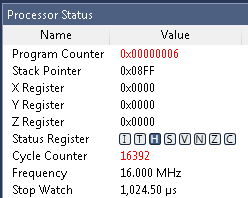 Processor Status
Name Value
Program Counter 0x00000006
Stack Pointer 0x08FF
X Register 0x0000
Y Register 0x0000
Z Register 0x0000
Status Register I T H S V N Z C
Cycle Counter 16392
Frequency 16.000 MHz
Stop Watch 1,024.50 µs